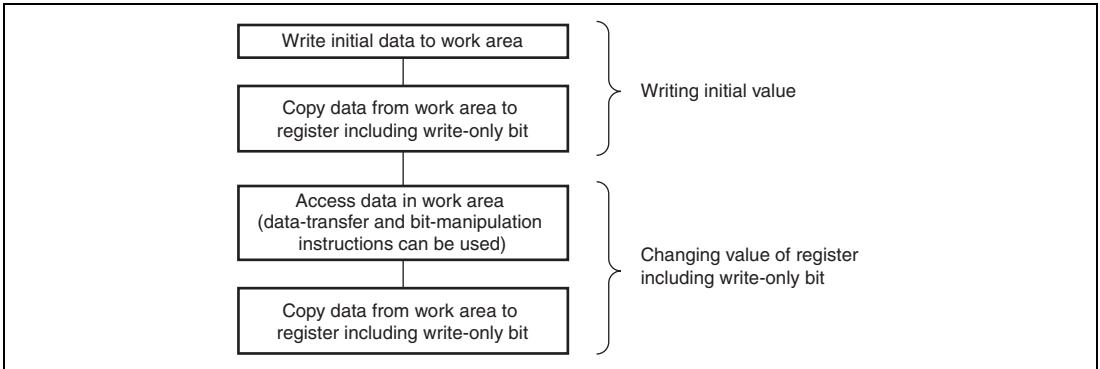 Write initial data to work area
Copy data from work area to
register including write-only bit
Writing initial value
Access data in work area
(data-transfer and bit-manipulation
instructions can be used)
Copy data from work area to
register including write-only bit
Changing value of register
including write-only bit